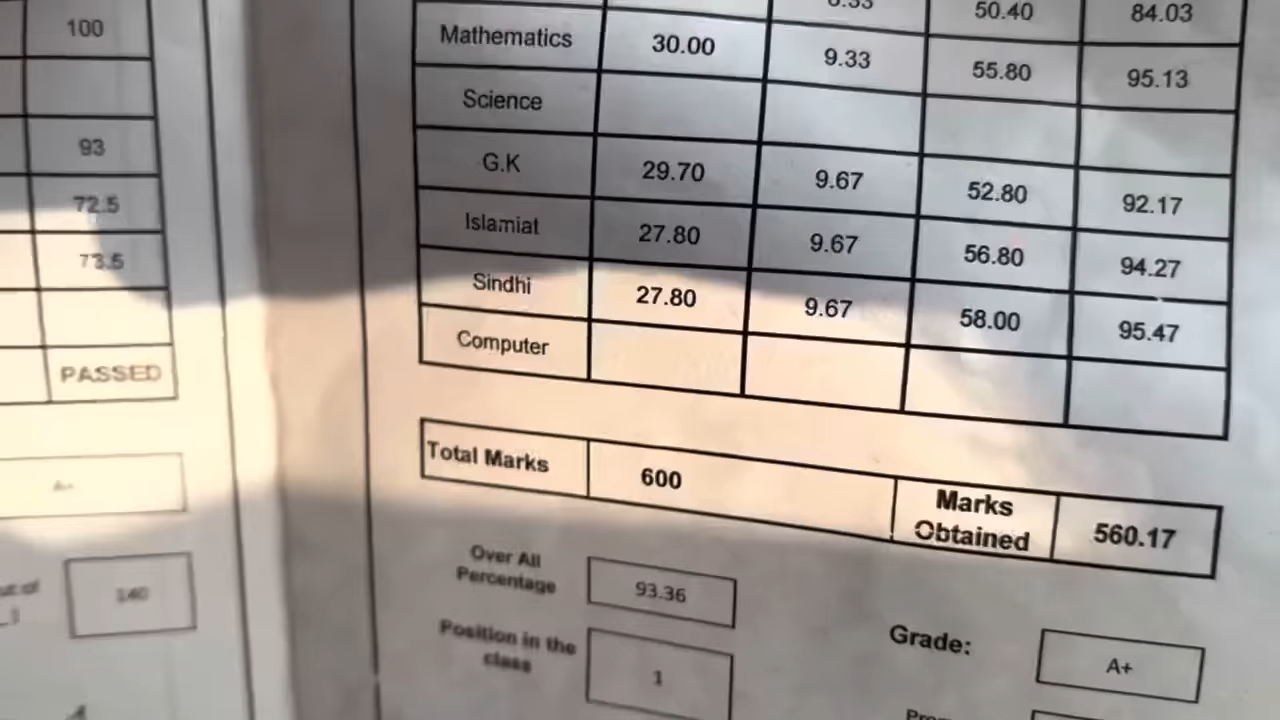 100
93
72.5
73.5
PASSED
A+
140
50.40 84.03
Mathematics 30.00 9.33 55.80 95.13
Science
G.K 29.70 9.67 52.80 92.17
Islamiat 27.80 9.67 56.80 94.27
Sindhi 27.80 9.67 58.00 95.47
Computer
Total Marks 600 Marks Obtained 560.17
Over All
Percentage 93.36
Grade: A+
Position in the
class 1